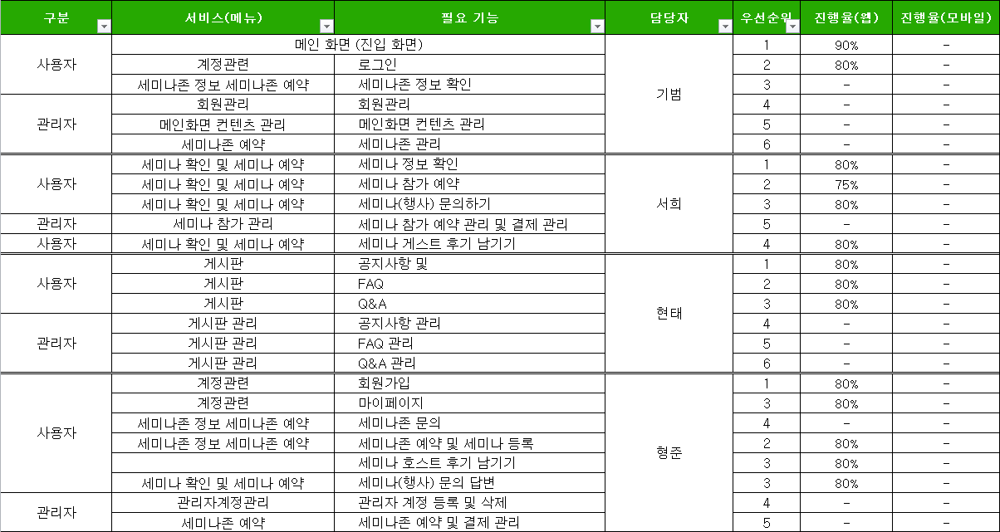 구분 서비스(메뉴) 필요 기능 담당자 우선순위 진행율(웹) 진행율(모바일)
사용자 메인 화면 (진입 화면) 기범 1 90% -
계정관련 로그인 2 80% -
세미나존 정보 세미나존 예약 세미나존 정보 확인 3 - -
관리자 회원관리 회원관리 4 - -
메인화면 컨텐츠 관리 메인화면 컨텐츠 관리 5 - -
세미나존 예약 세미나존 관리 6 - -
사용자 세미나 확인 및 세미나 예약 세미나 정보 확인 서희 1 80% -
세미나 확인 및 세미나 예약 세미나 참가 예약 2 75% -
세미나 확인 및 세미나 예약 세미나(행사) 문의하기 3 80% -
관리자 세미나 참가 관리 세미나 참가 예약 관리 및 결제 관리 5 - -
사용자 세미나 확인 및 세미나 예약 세미나 게스트 후기 남기기 4 80% -
사용자 게시판 공지사항 및 현태 1 80% -
게시판 FAQ 2 80% -
게시판 Q&A 3 80% -
관리자 게시판 관리 공지사항 관리 4 - -
게시판 관리 FAQ 관리 5 - -
게시판 관리 Q&A 관리 6 - -
사용자 계정관련 회원가입 형준 1 80% -
계정관련 마이페이지 3 80% -
세미나존 정보 세미나존 예약 세미나존 문의 4 - -
세미나존 정보 세미나존 예약 세미나존 예약 및 세미나 등록 2 80% -
세미나 호스트 후기 남기기 3 80% -
세미나 확인 및 세미나 예약 세미나(행사) 문의 답변 3 80% -
관리자 관리자계정관리 관리자 계정 등록 및 삭제 4 - -
세미나존 예약 세미나존 예약 및 결제 관리 5 - -